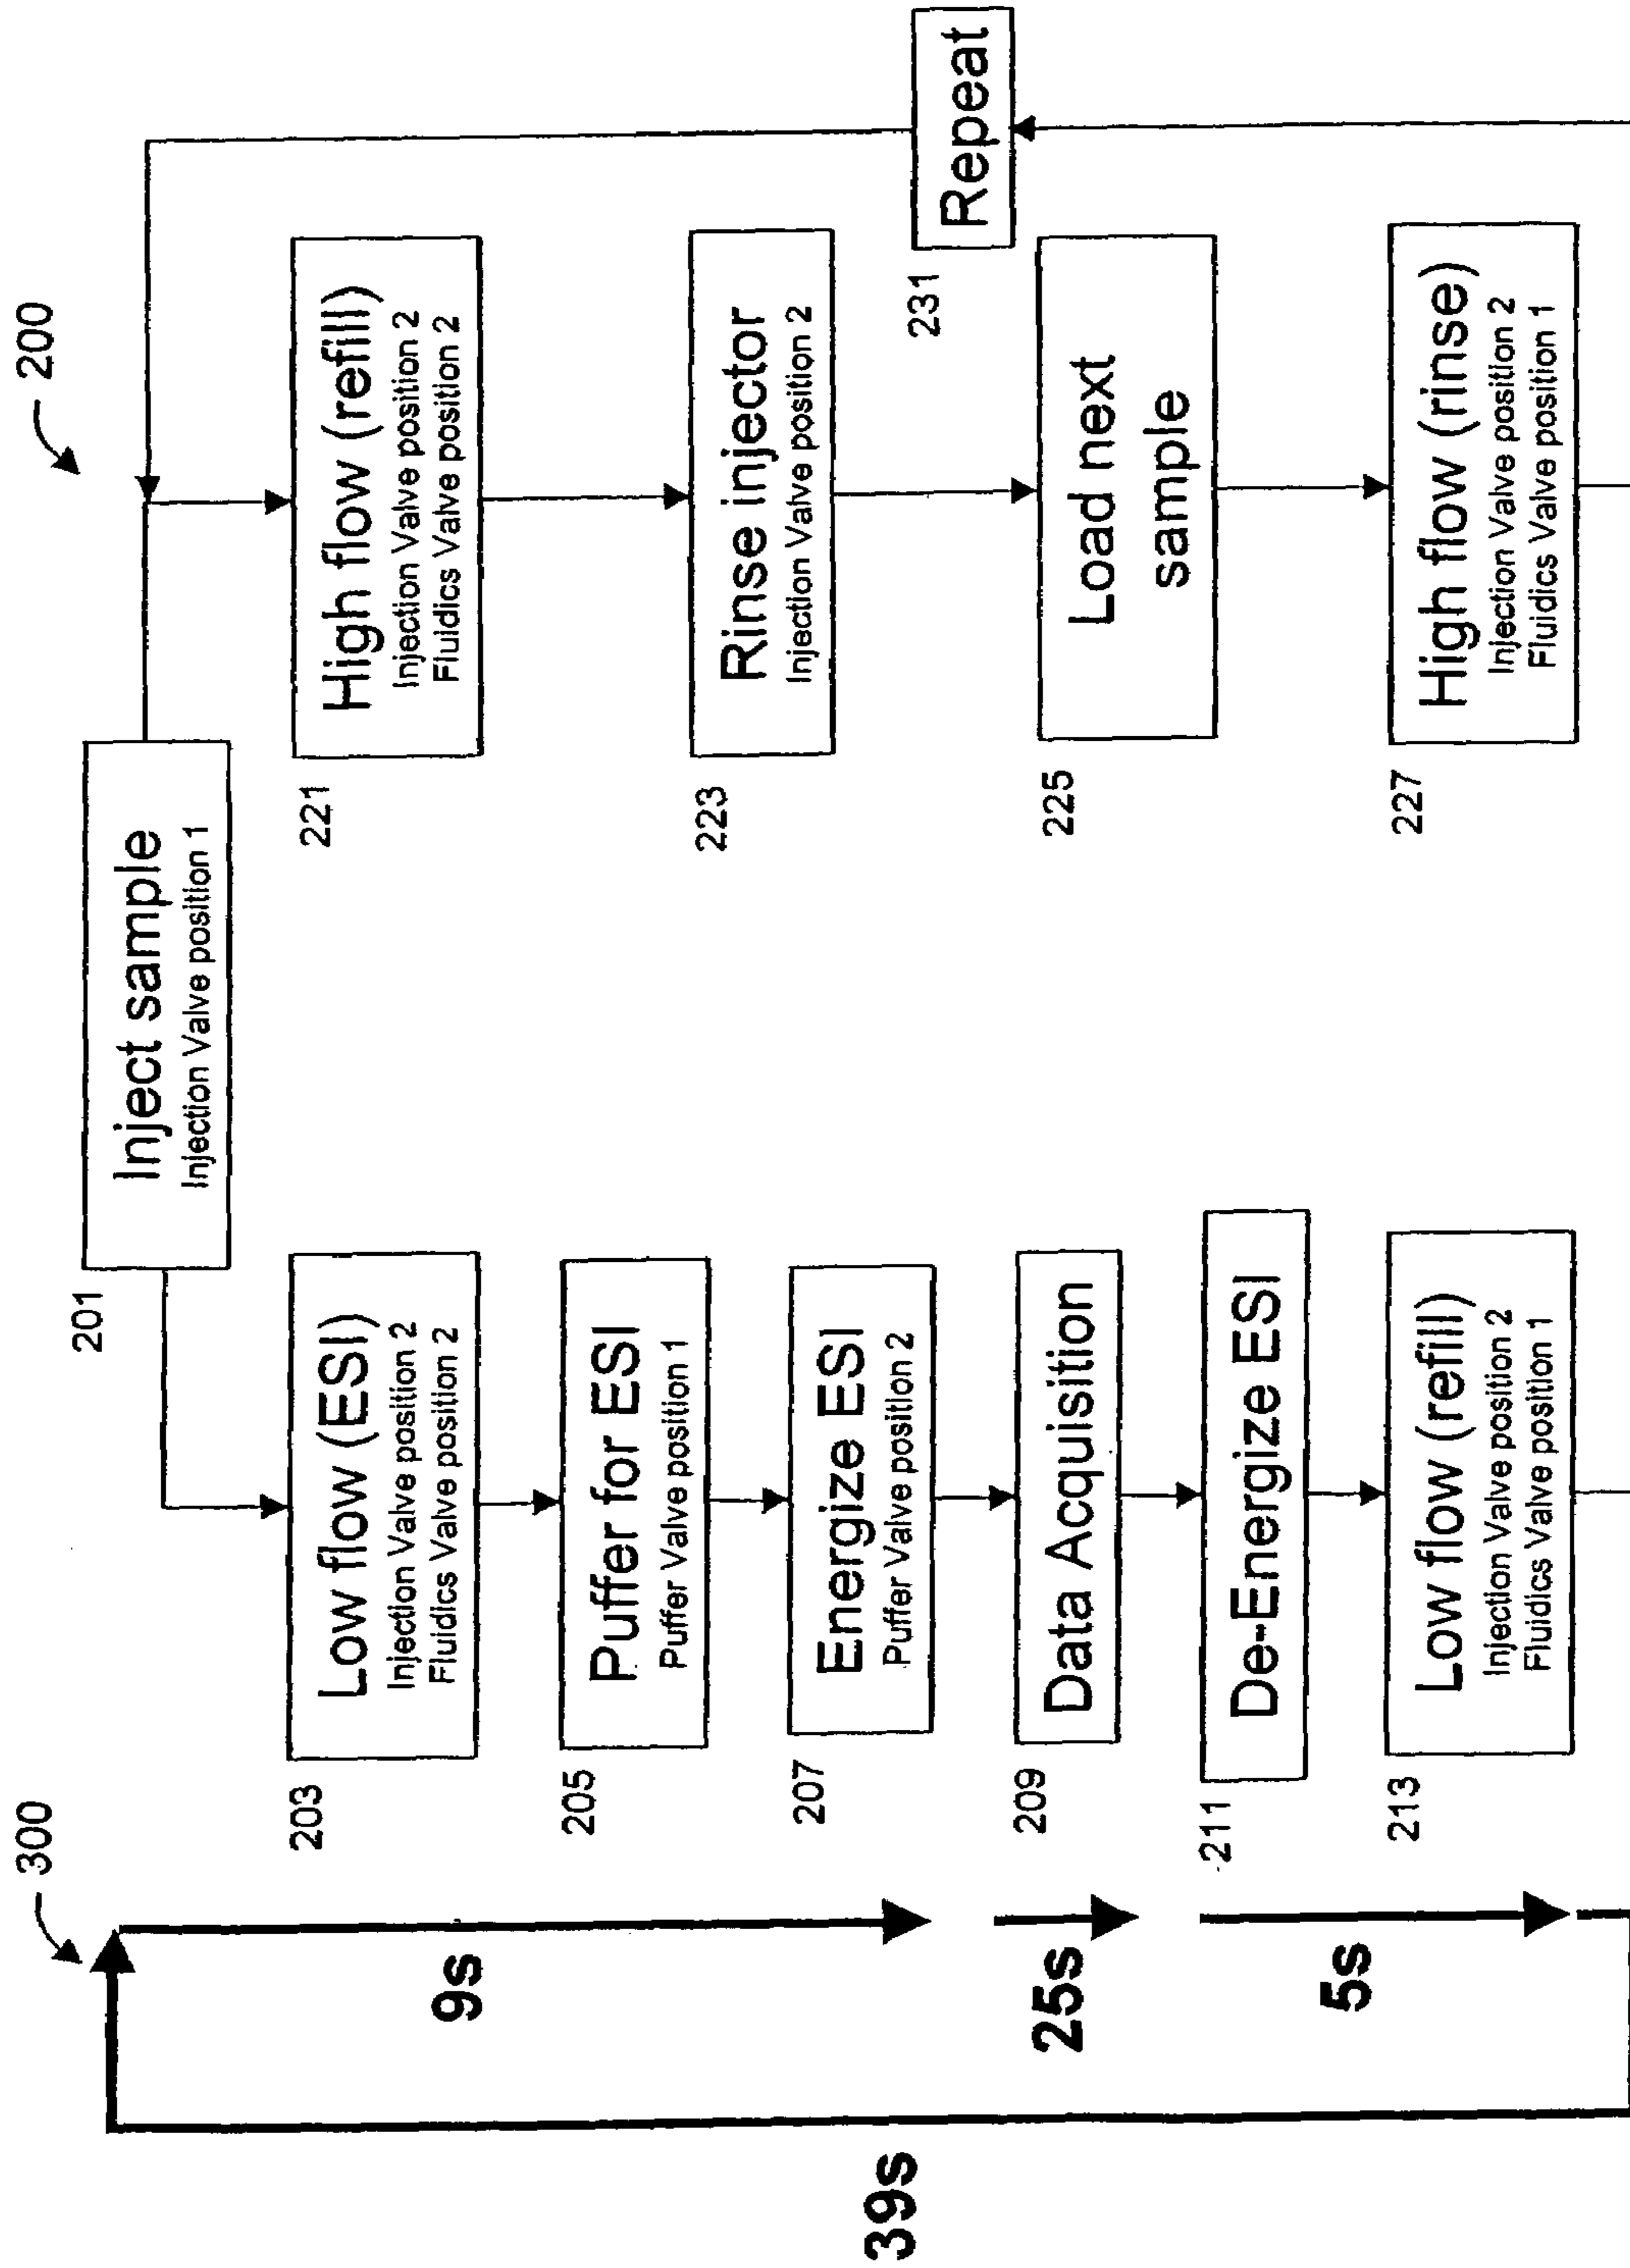 300
200
201
Inject sample
Injection Valve position 1
203
Low flow (ESI)
Injection Valve position 2
Fluidics Valve position 2
205
Puffer for ESI
Puffer Valve position 1
207
Energize ESI
Puffer Valve position 2
209
Data Acquisition
211
De-Energize ESI
213
Low flow (refill)
Injection Valve position 2
Fluidics Valve position 1
221
High flow (refill)
Injection Valve position 2
Fluidics Valve position 2
223
Rinse injector
Injection Valve position 2
225
Load next
sample
227
High flow (rinse)
Injection Valve position 2
Fluidics Valve position 1
231
Repeat
39s
9s
25s
5s